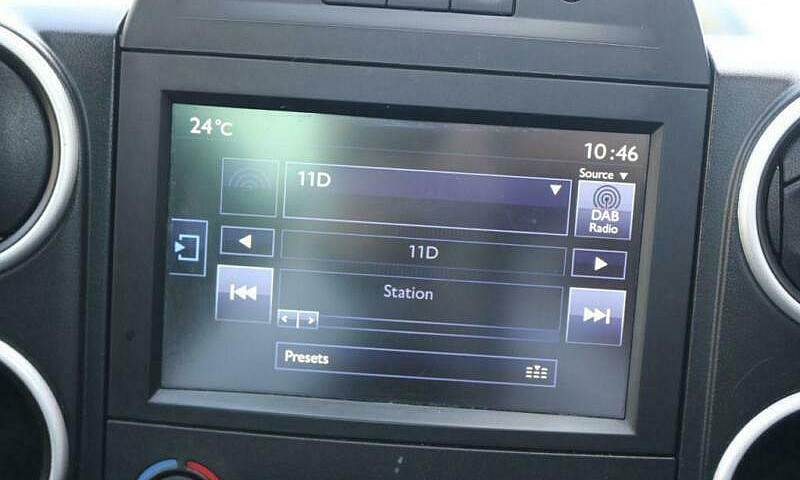 24°C
10:46
Source ▼
11D
DAB
Radio
11D
Station
Presets